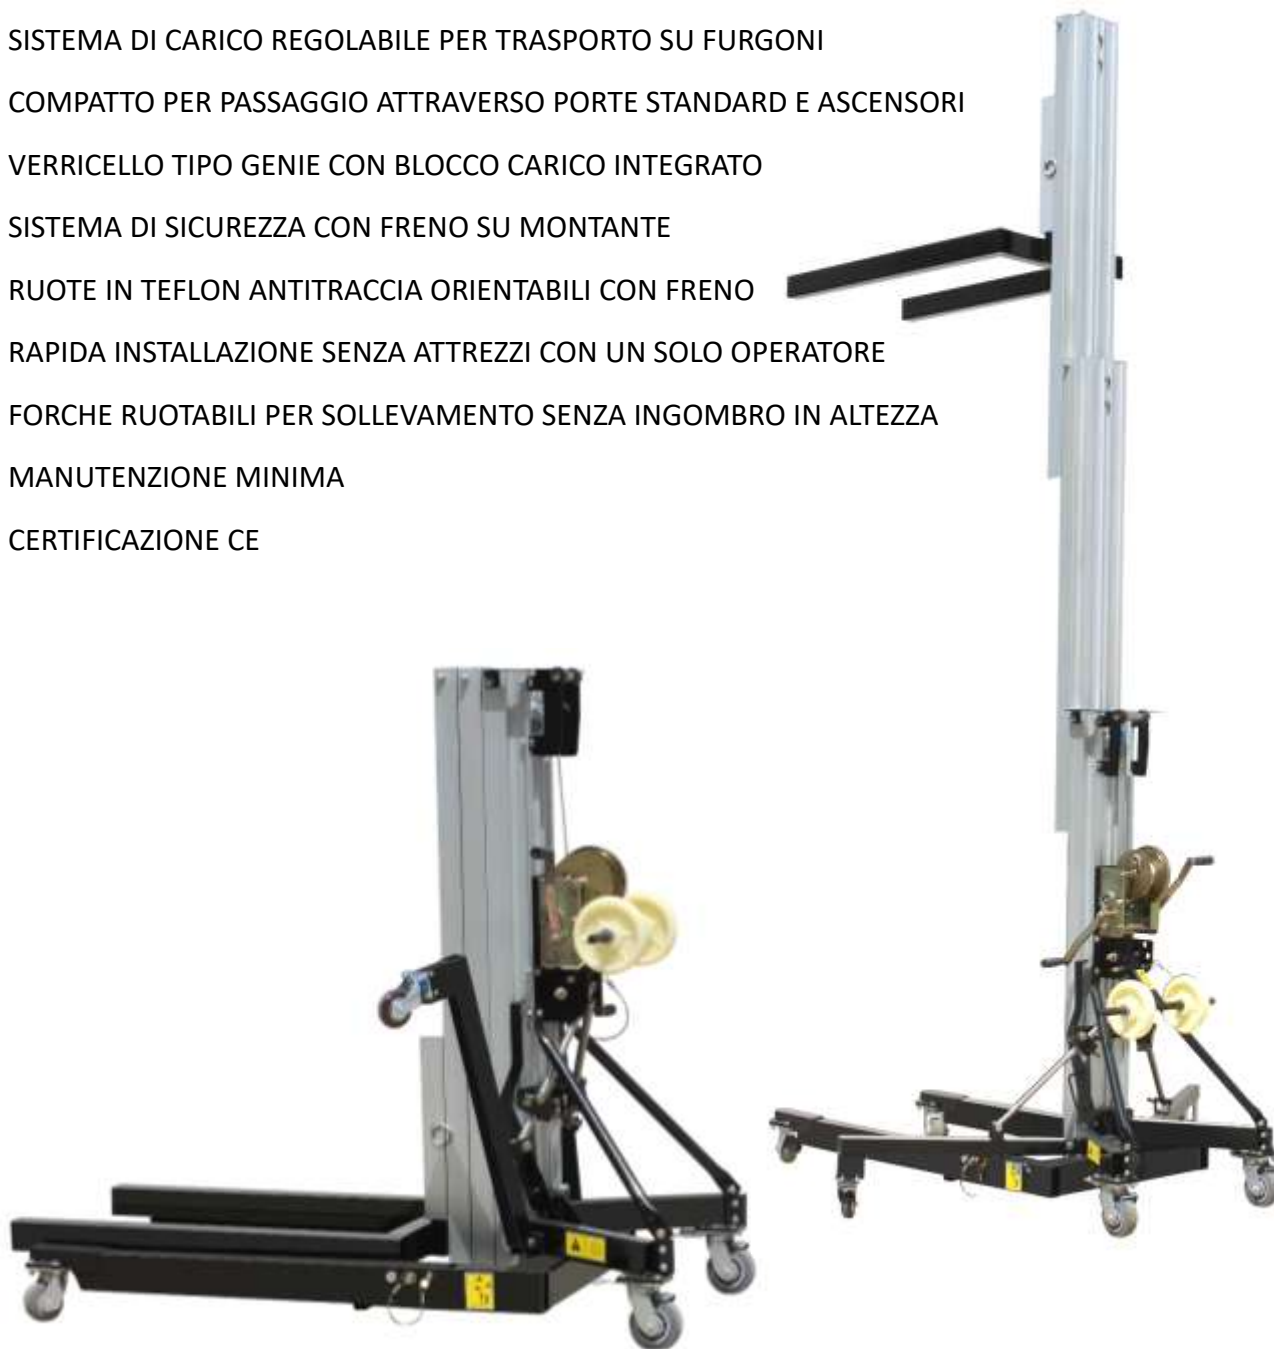 SISTEMA DI CARICO REGOLABILE PER TRASPORTO SU FURGONI
COMPATTO PER PASSAGGIO ATTRAVERSO PORTE STANDARD E ASCENSORI
VERRICELLO TIPO GENIE CON BLOCCO CARICO INTEGRATO
SISTEMA DI SICUREZZA CON FRENO SU MONTANTE
RUOTE IN TEFLON ANTITRACCIA ORIENTABILI CON FRENO
RAPIDA INSTALLAZIONE SENZA ATTREZZI CON UN SOLO OPERATORE
FORCHE RUOTABILI PER SOLLEVAMENTO SENZA INGOMBRO IN ALTEZZA
MANUTENZIONE MINIMA
CERTIFICAZIONE CE